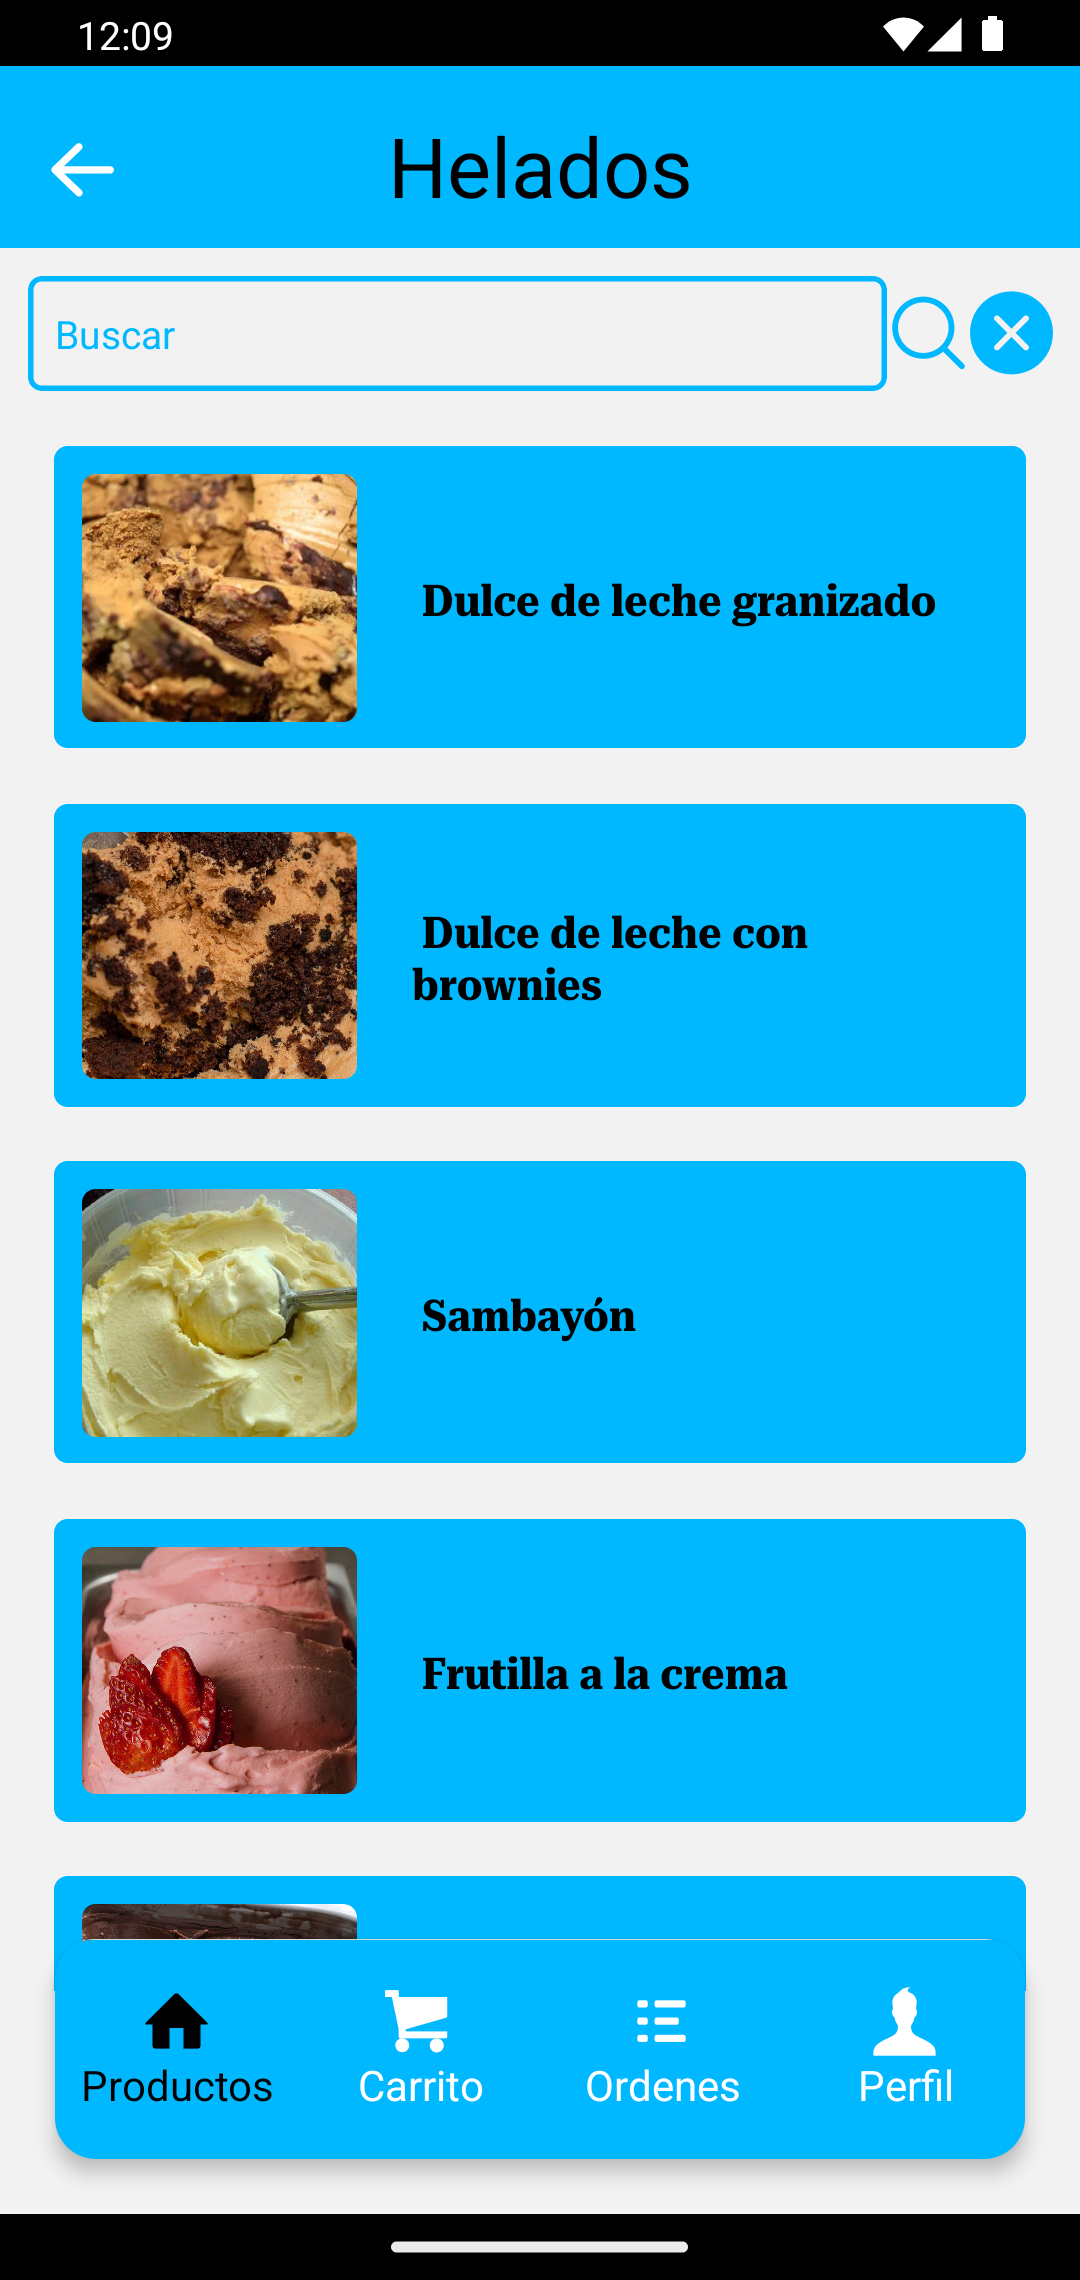 12:09
Helados
Buscar
Dulce de leche granizado
Dulce de leche con
brownies
Sambayón
Frutilla a la crema
Productos
Carrito
Ordenes
Perfil